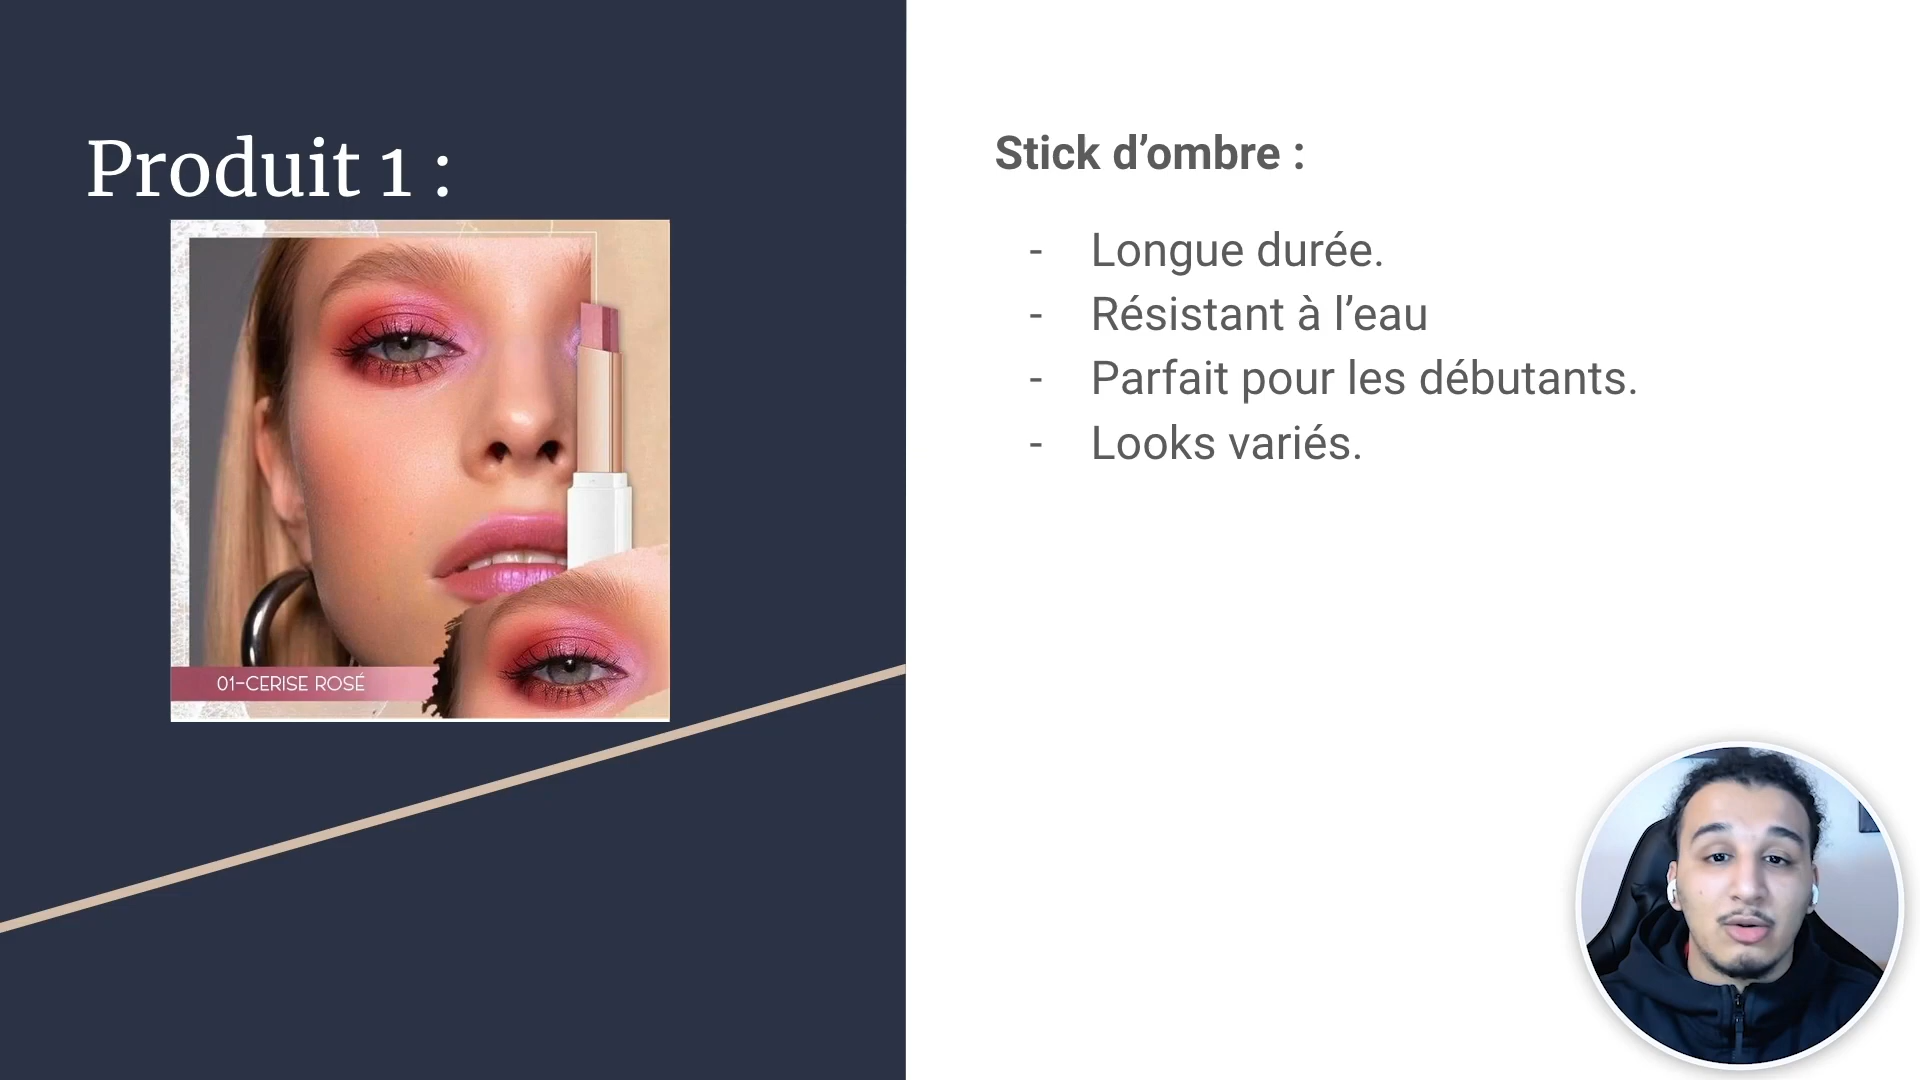 Produit 1 :
01-CERISE ROSÉ
Stick d’ombre :
- Longue durée.
- Résistant à l’eau
- Parfait pour les débutants.
- Looks variés.